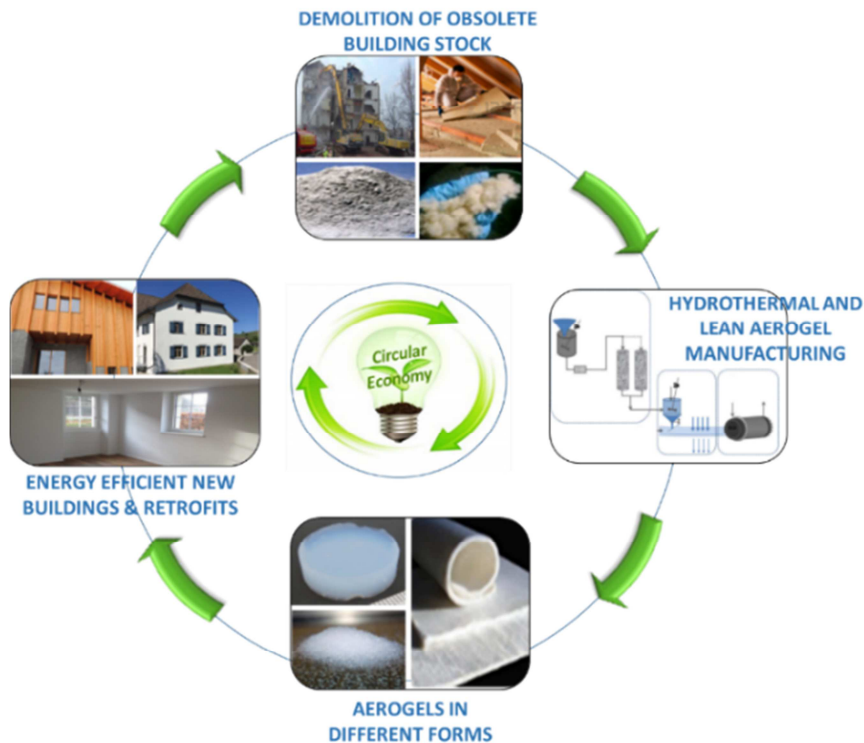 DEMOLITION OF OBSOLETE
BUILDING STOCK
HYDROTHERMAL AND
LEAN AEROGEL
MANUFACTURING
Circular
Economy
ENERGY EFFICIENT NEW
BUILDINGS & RETROFITS
AEROGELS IN
DIFFERENT FORMS